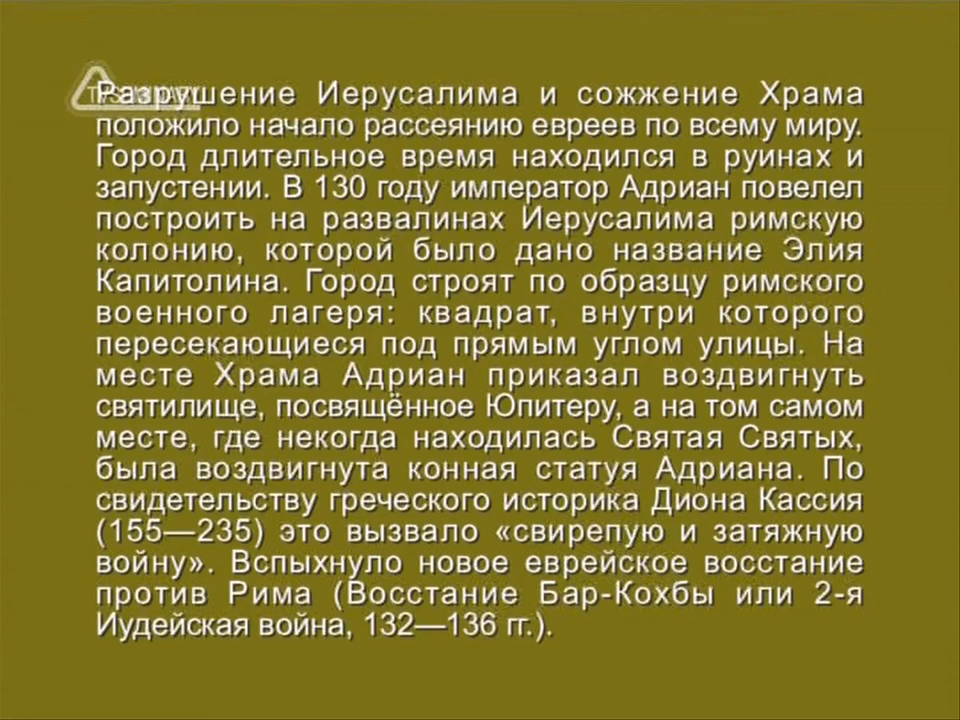 Разрушение Иерусалима и сожжение Храма
положило начало рассеянию евреев по всему миру.
Город длительное время находился в руинах и
запустении. В 130 году император Адриан повелел
построить на развалинах Иерусалима римскую
колонию, которой было дано название Элия
Капитолина. Город строят по образцу римского
военного лагеря: квадрат, внутри которого
пересекающиеся под прямым углом улицы. На
месте Храма Адриан приказал воздвигнуть
святилище, посвящённое Юпитеру, а на том самом
месте, где некогда находилась Святая Святых,
была воздвигнута конная статуя Адриана. По
свидетельству греческого историка Диона Кассия
(155—235) это вызвало «свирепую и затяжную
войну». Вспыхнуло новое еврейское восстание
против Рима (Восстание Бар-Кохбы или 2-я
Иудейская война, 132—136 гг.).